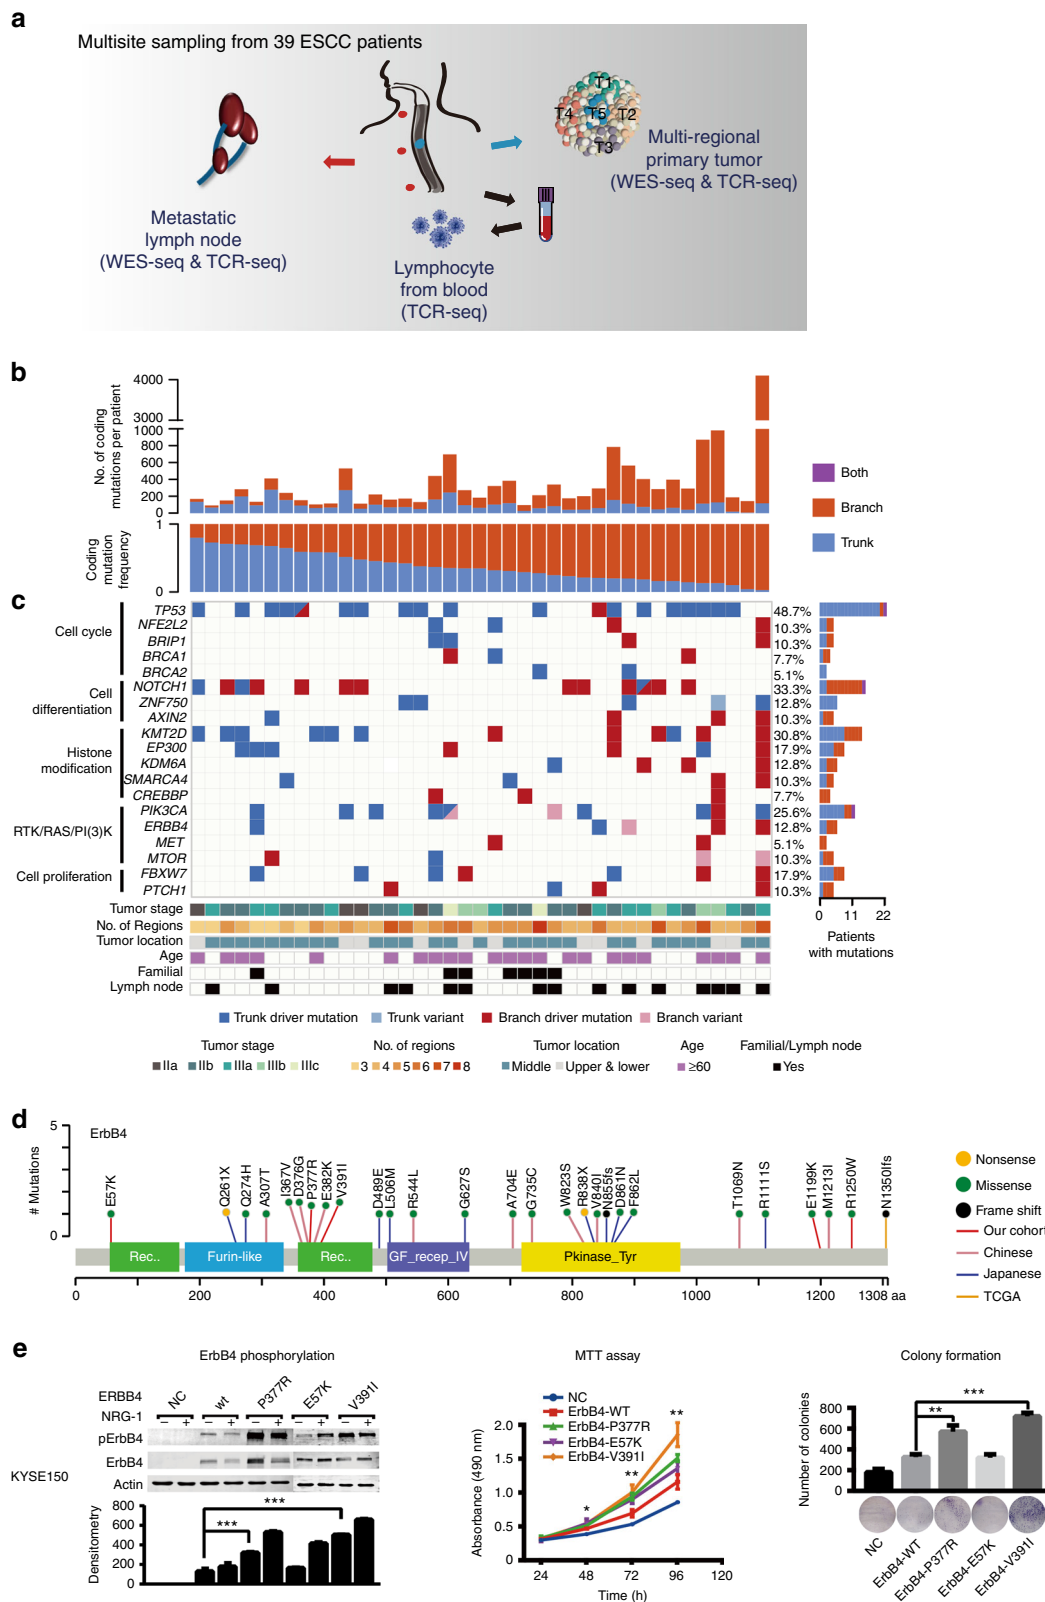 a
Multisite sampling from 39 ESCC patients
T1
T4 T5 T2
T3
Multi-regional
primary tumor
(WES-seq & TCR-seq)
Metastatic
lymph node
(WES-seq & TCR-seq)
Lymphocyte
from blood
(TCR-seq)
b
No. of coding
mutations per patient
4000
3000
1000
800
600
400
200
0
Coding
mutation
frequency
1
0
Both
Branch
Trunk
c
Cell cycle
TP53 48.7%
NFE2L2 10.3%
BRIP1 10.3%
BRCA1 7.7%
BRCA2 5.1%
Cell
differentiation
NOTCH1 33.3%
ZNF750 12.8%
AXIN2 10.3%
Histone
modification
KMT2D 30.8%
EP300 17.9%
KDM6A 12.8%
SMARCA4 10.3%
CREBBP 7.7%
RTK/RAS/PI(3)K
PIK3CA 25.6%
ERBB4 12.8%
MET 5.1%
MTOR 10.3%
Cell proliferation
FBXW7 17.9%
PTCH1 10.3%
0 11 22
Patients
with mutations
Tumor stage
No. of Regions
Tumor location
Age
Familial
Lymph node
Trunk driver mutation Trunk variant Branch driver mutation Branch variant
Tumor stage No. of regions Tumor location Age Familial/Lymph node
IIa IIb IIIa IIIb IIIc 3 4 5 6 7 8 Middle Upper & lower ≥60 Yes
d
ErbB4
# Mutations
5
0
E57K Q261X Q274H A307T I367V D376G P377R E382K V391I D489E L506M R544L G627S A704E G735C W823S R838X V840I N855fs D861N F862L T1069N R1111S E1199K M1213I R1250W N1350Ifs
Rec.. Furin-like Rec.. GF_recep_IV Pkinase_Tyr
0 200 400 600 800 1000 1200 1308 aa
Nonsense
Missense
Frame shift
Our cohort
Chinese
Japanese
TCGA
e
ErbB4 phosphorylation
ERBB4 NC wt P377R E57K V391I
NRG-1 − + − + − + − + − +
pErbB4
ErbB4
Actin
KYSE150
Densitometry
800
600
400
200
0
***
***
MTT assay
NC
ErbB4-WT
ErbB4-P377R
ErbB4-E57K
ErbB4-V391I
Absorbance (490 nm)
2.0
1.5
1.0
0.5
0
*
**
**
24 48 72 96 120
Time (h)
Colony formation
Number of colonies
800
600
400
200
0
***
**
NC
ErbB4-WT
ErbB4-P377R
ErbB4-E57K
ErbB4-V391I